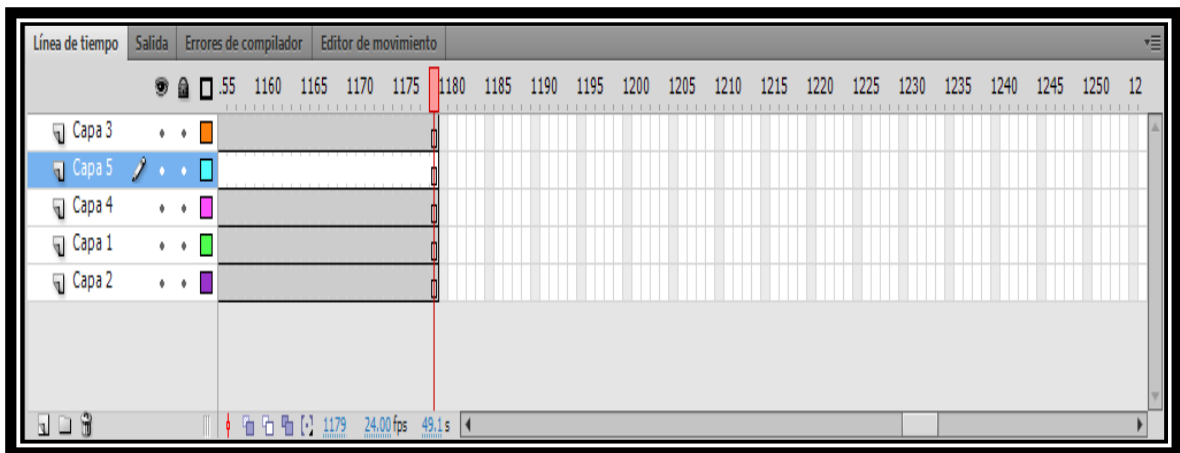 Línea de tiempo Salida Errores de compilador Editor de movimiento
.55 1160 1165 1170 1175 1180 1185 1190 1195 1200 1205 1210 1215 1220 1225 1230 1235 1240 1245 1250 12
Capa 3
Capa 5
Capa 4
Capa 1
Capa 2
1179 24.00 fps 49.1 s